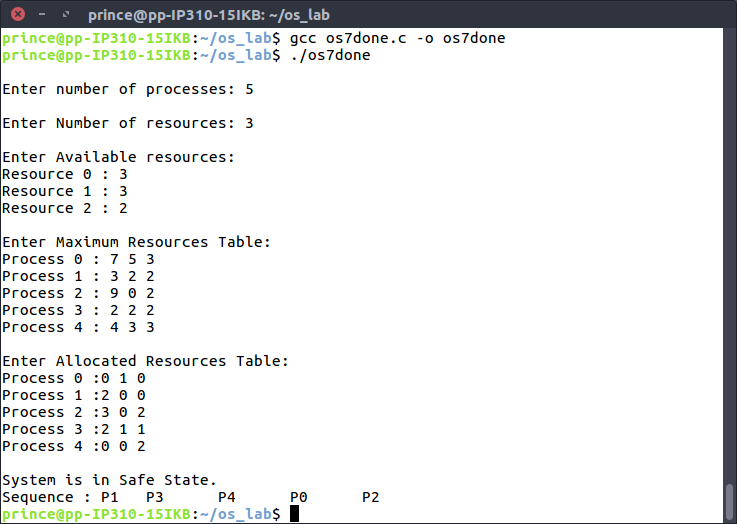 prince@pp-IP310-15IKB: ~/os_lab
prince@pp-IP310-15IKB:~/os_lab$ gcc os7done.c -o os7done
prince@pp-IP310-15IKB:~/os_lab$ ./os7done
Enter number of processes: 5
Enter Number of resources: 3
Enter Available resources:
Resource 0 : 3
Resource 1 : 3
Resource 2 : 2
Enter Maximum Resources Table:
Process 0 : 7 5 3
Process 1 : 3 2 2
Process 2 : 9 0 2
Process 3 : 2 2 2
Process 4 : 4 3 3
Enter Allocated Resources Table:
Process 0 :0 1 0
Process 1 :2 0 0
Process 2 :3 0 2
Process 3 :2 1 1
Process 4 :0 0 2
System is in Safe State.
Sequence : P1   P3      P4      P0      P2
prince@pp-IP310-15IKB:~/os_lab$